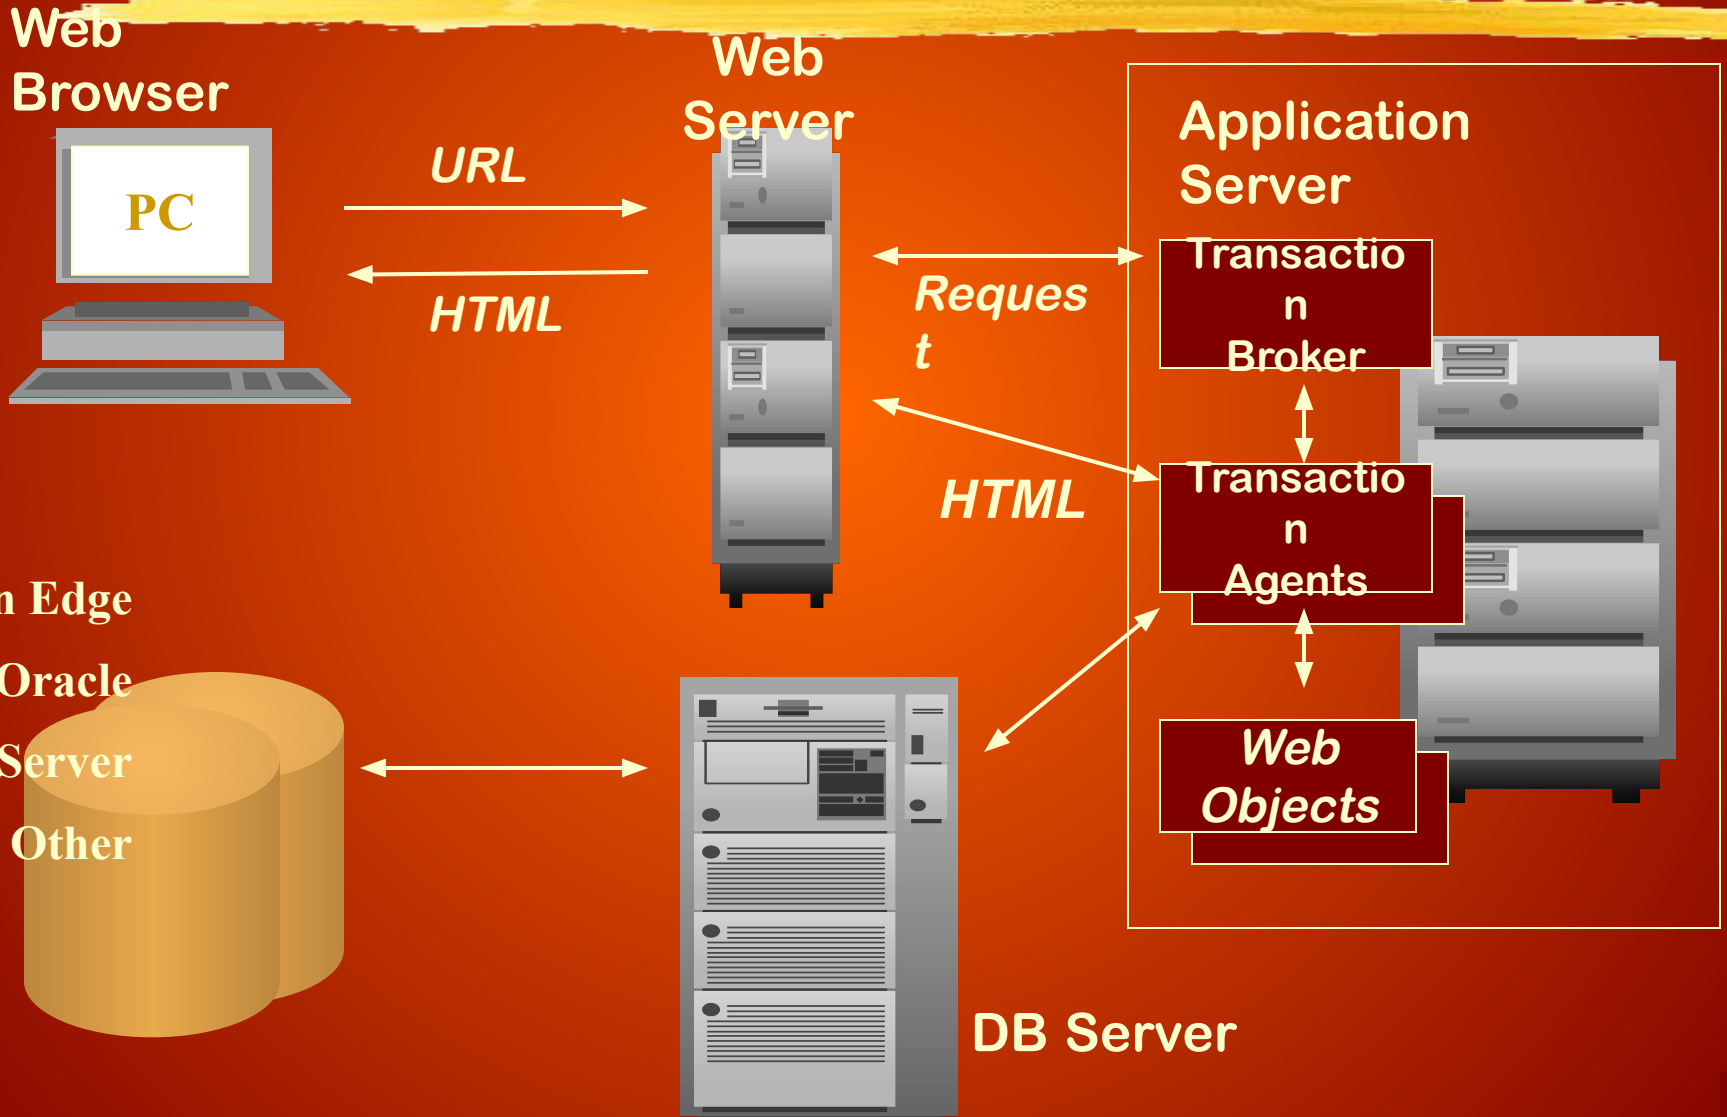 Web
Browser
PC
URL
HTML
Web
Server
Reques
t
HTML
Application
Server
Transactio
n
Broker
Transactio
n
Agents
Web
Objects
Edge
Oracle
Server
Other
DB Server